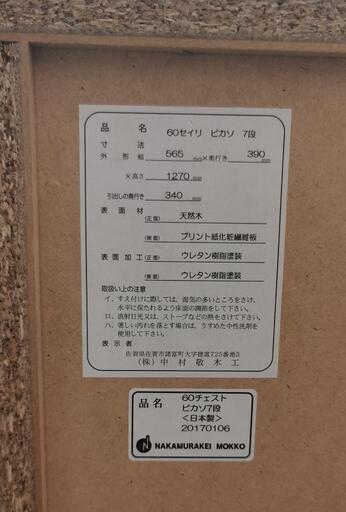 品名 60セイリ ピカソ 7段
寸法
外形幅 565 mm×奥行き 390 mm
×高さ 1270 mm
引出しの奥行き 340 mm
表面材(正面) 天然木
(側面) プリント紙化粧繊維板
表面加工(正面) ウレタン樹脂塗装
(側面) ウレタン樹脂塗装
取扱い上の注意
イ、すえ付けに際しては、湿気の多いところをさけ、
水平に保たれるよう床面の調節をして下さい。
ロ、直射日光又は、ストーブなどの熱をさけて下さい。
ハ、著しい汚れを落とす場合は、うすめた中性洗剤を
使用して下さい。
表示者
佐賀県佐賀市諸富町大字徳富725番地3
(株)中村敬木工
品名 60チェスト
ピカソ7段
<日本製>
20170106
NAKAMURAKEI MOKKO